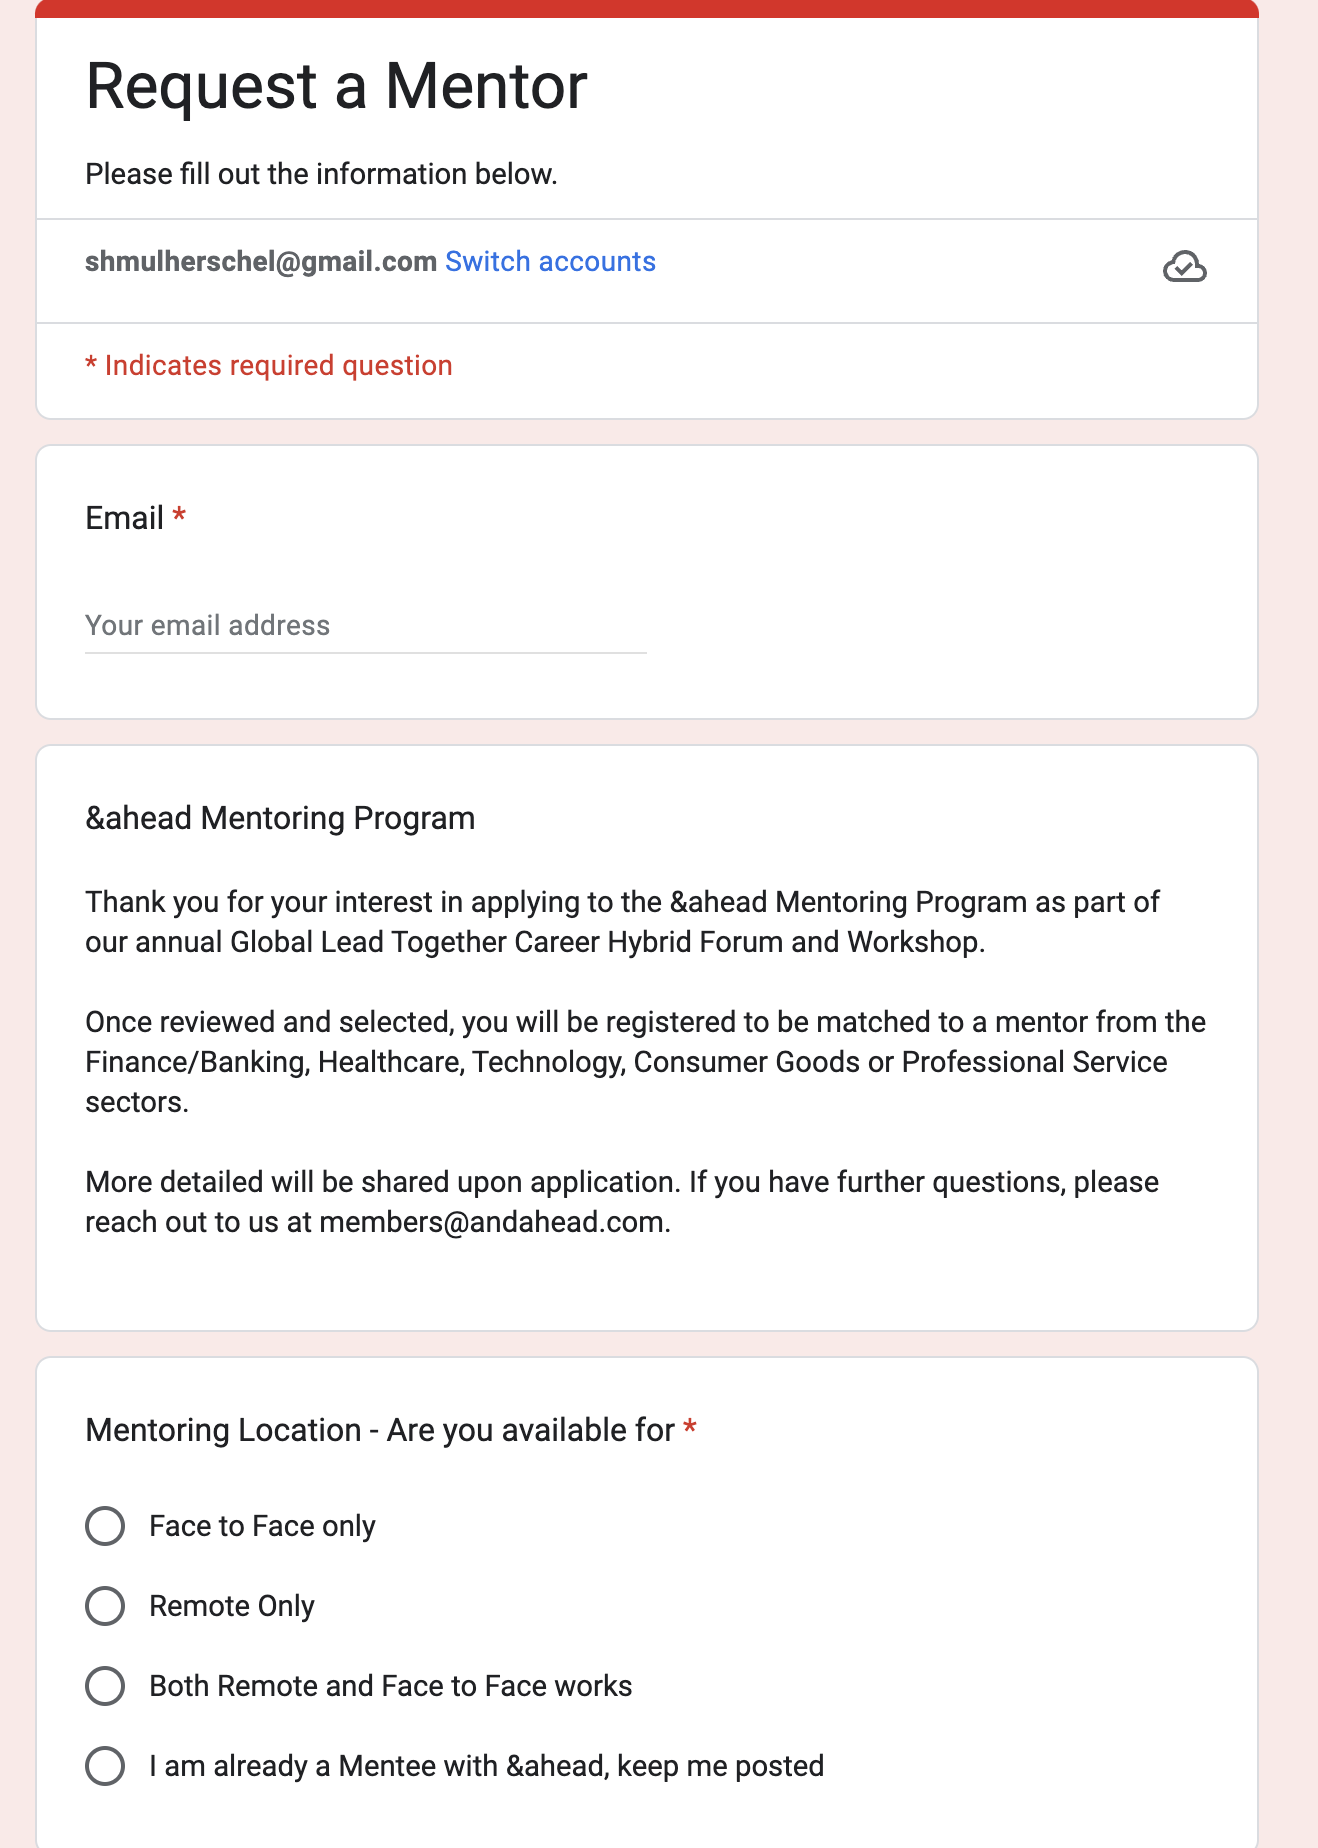 Request a Mentor
Please fill out the information below.
shmulherschel@gmail.com Switch accounts
* Indicates required question
Email *
Your email address
&ahead Mentoring Program
Thank you for your interest in applying to the &ahead Mentoring Program as part of
our annual Global Lead Together Career Hybrid Forum and Workshop.
Once reviewed and selected, you will be registered to be matched to a mentor from the
Finance/Banking, Healthcare, Technology, Consumer Goods or Professional Service
sectors.
More detailed will be shared upon application. If you have further questions, please
reach out to us at members@andahead.com.
Mentoring Location - Are you available for *
Face to Face only
Remote Only
Both Remote and Face to Face works
I am already a Mentee with &ahead, keep me posted